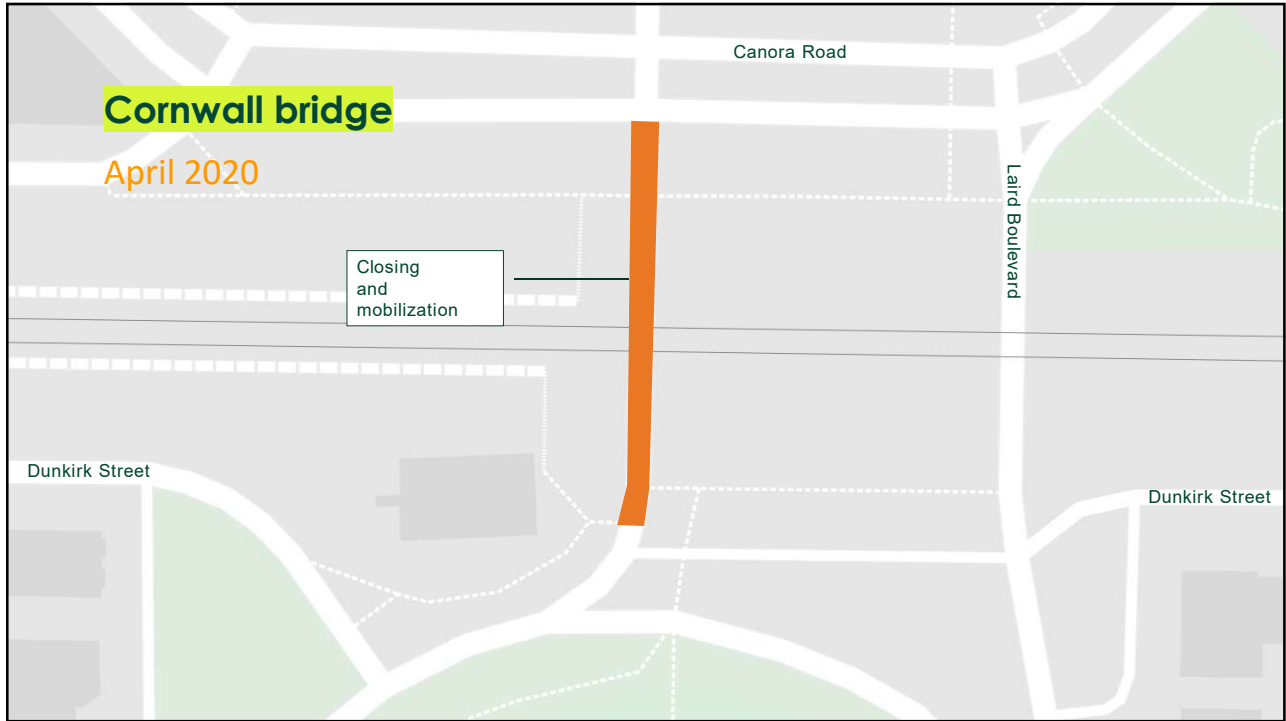 Canora Road
Cornwall bridge
April 2020
Laird Boulevard
Closing
and
mobilization
Dunkirk Street
Dunkirk Street